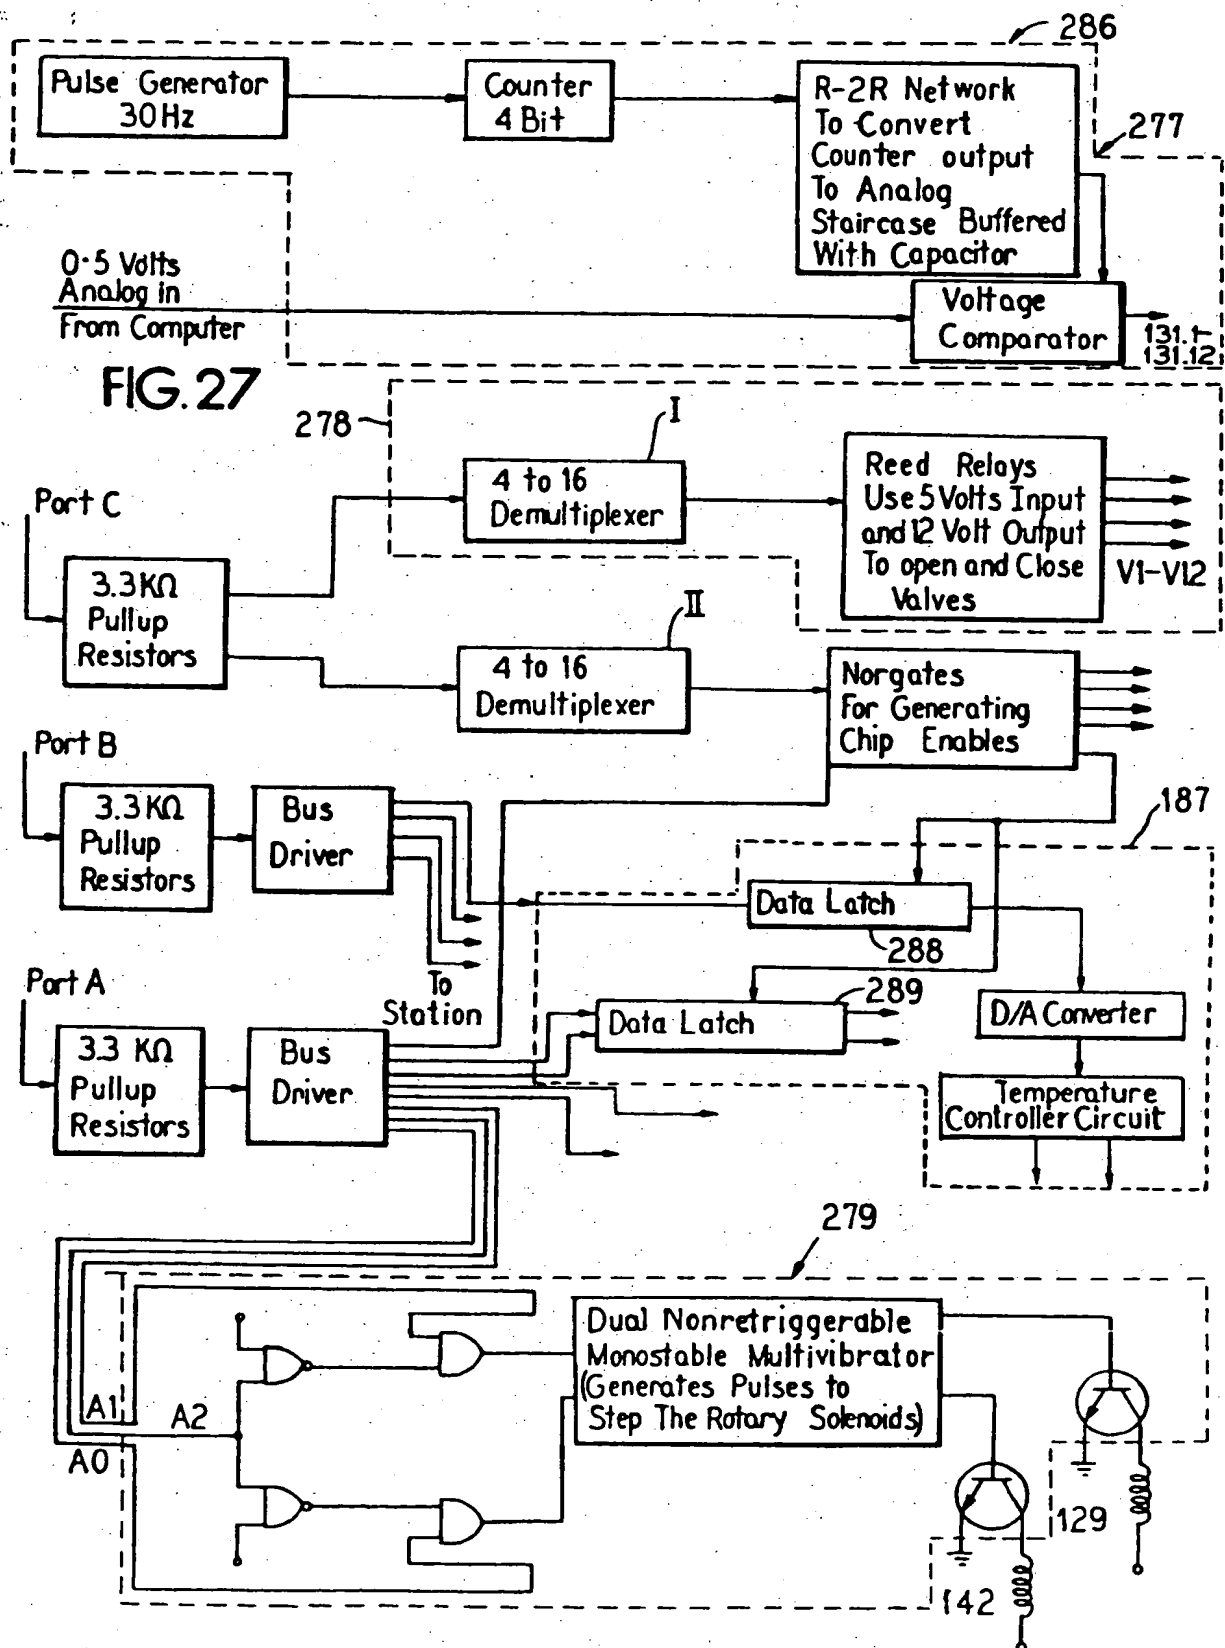 286
Pulse Generator
30Hz
Counter
4 Bit
R-2R Network
To Convert
Counter output
To Analog
Staircase Buffered
With Capacitor
277
0·5 Volts
Analog in
From Computer
Voltage
Comparator
131.1-
131.12
FIG. 27
278
I
4 to 16
Demultiplexer
Reed Relays
Use 5 Volts Input
and 12 Volt Output
To open and Close
Valves
V1-V12
Port C
3.3KΩ
Pullup
Resistors
II
4 to 16
Demultiplexer
Norgates
For Generating
Chip Enables
Port B
3.3KΩ
Pullup
Resistors
Bus
Driver
187
Data Latch
288
To
Station
Port A
3.3 KΩ
Pullup
Resistors
Bus
Driver
289
Data Latch
D/A Converter
Temperature
Controller Circuit
279
Dual Nonretriggerable
Monostable Multivibrator
(Generates Pulses to
Step The Rotary Solenoids)
A1
A2
A0
129
142